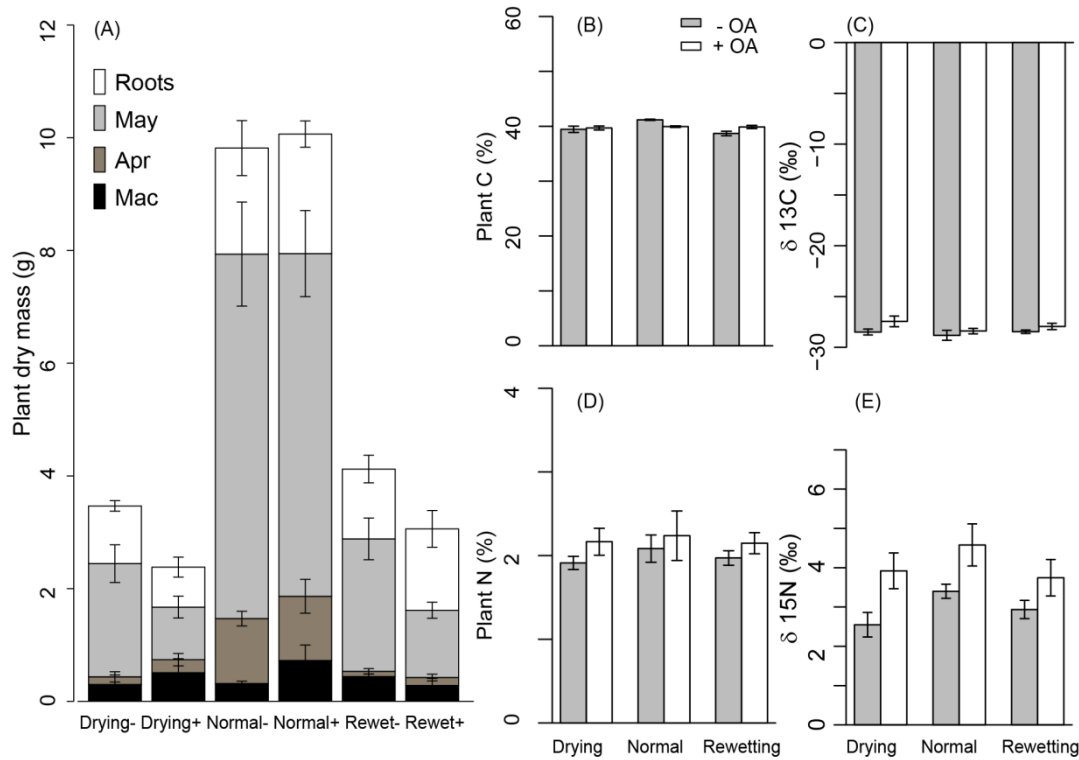 (A)
Roots
May
Apr
Mac
Plant dry mass (g)
0
2
4
6
8
10
12
Drying-
Drying+
Normal-
Normal+
Rewet-
Rewet+
(B)
- OA
+ OA
Plant C (%)
0
20
40
60
(C)
δ 13C (‰)
0
−10
−20
−30
(D)
Plant N (%)
0
2
4
Drying
Normal
Rewetting
(E)
δ 15N (‰)
0
2
4
6
Drying
Normal
Rewetting